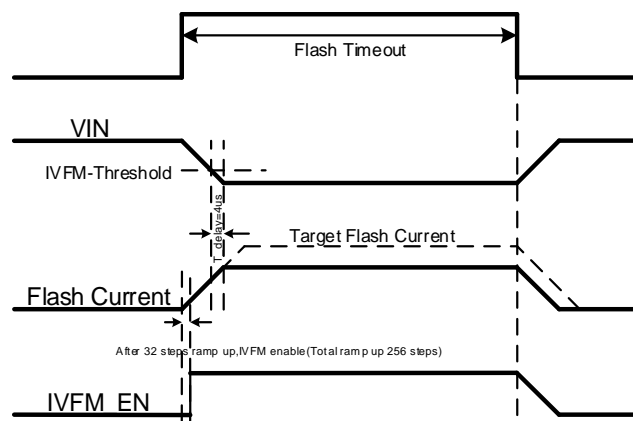 Flash Timeout
VIN
IVFM-Threshold
T_delay=4us
Target Flash Current
Flash Current
After 32 steps ramp up,IVFM enable(Total ramp up 256 steps)
IVFM_EN